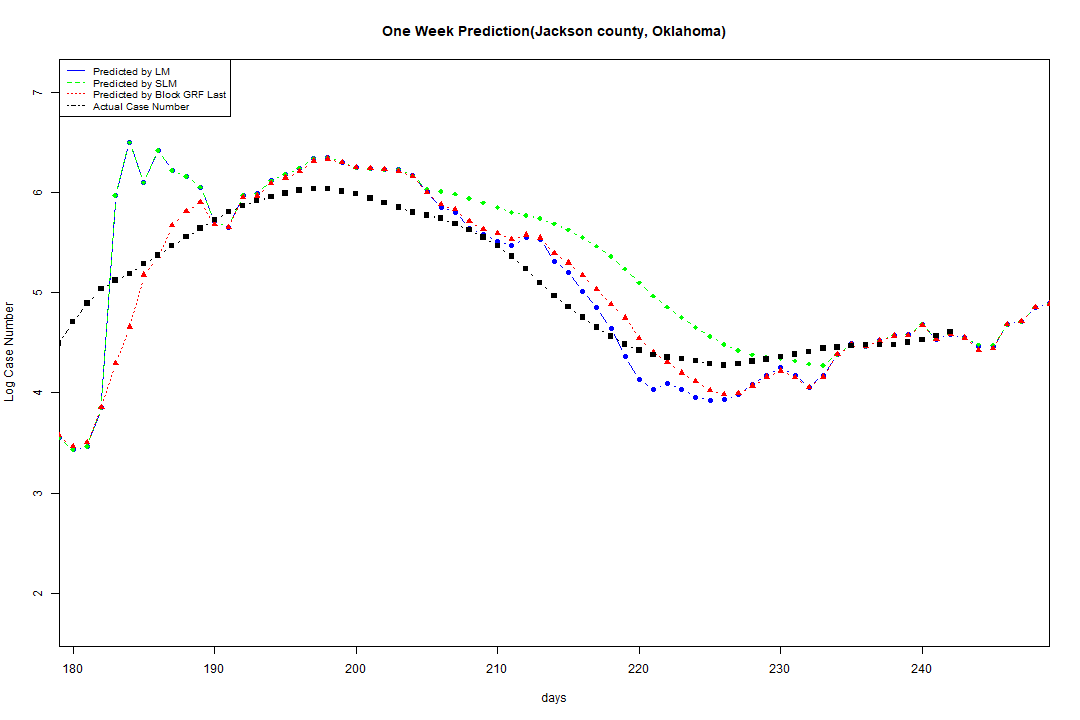 One Week Prediction(Jackson county, Oklahoma)
Predicted by LM
Predicted by SLM
Predicted by Block GRF Last
Actual Case Number
Log Case Number
7
6
5
4
3
2
180 190 200 210 220 230 240
days